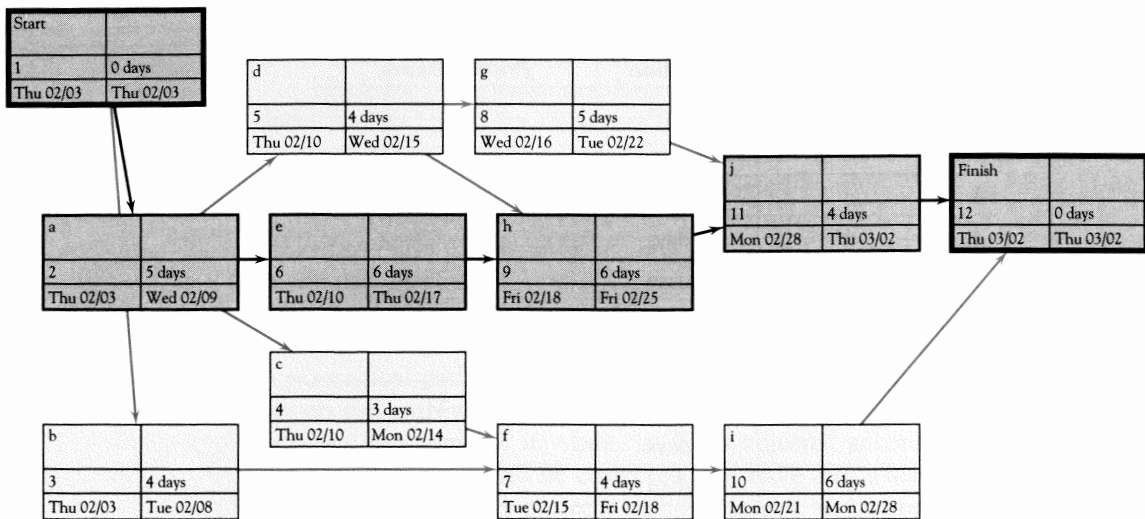 Start
1 0 days
Thu 02/03 Thu 02/03
d
5 4 days
Thu 02/10 Wed 02/15
g
8 5 days
Wed 02/16 Tue 02/22
j
11 4 days
Mon 02/28 Thu 03/02
Finish
12 0 days
Thu 03/02 Thu 03/02
a
2 5 days
Thu 02/03 Wed 02/09
e
6 6 days
Thu 02/10 Thu 02/17
h
9 6 days
Fri 02/18 Fri 02/25
c
4 3 days
Thu 02/10 Mon 02/14
b
3 4 days
Thu 02/03 Tue 02/08
f
7 4 days
Tue 02/15 Fri 02/18
i
10 6 days
Mon 02/21 Mon 02/28